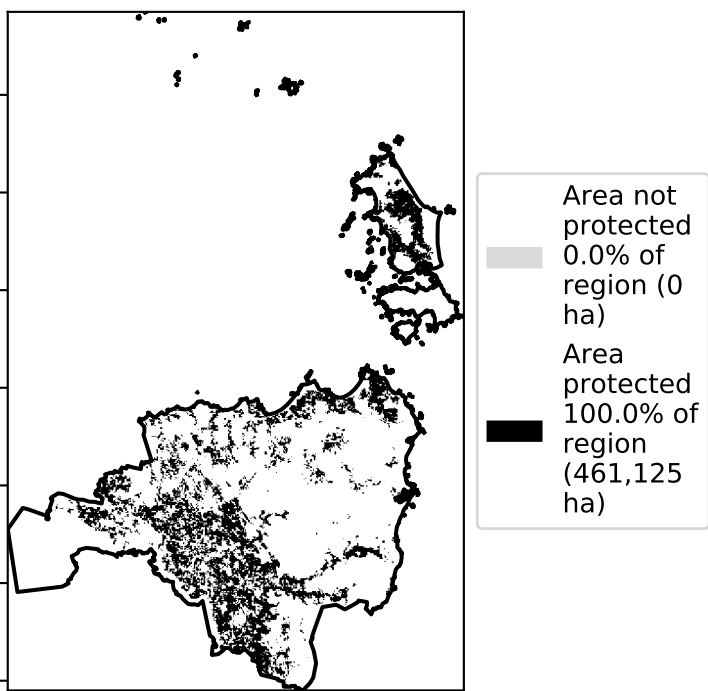 Area not
protected
0.0% of
region (0
ha)
Area
protected
100.0% of
region
(461,125
ha)